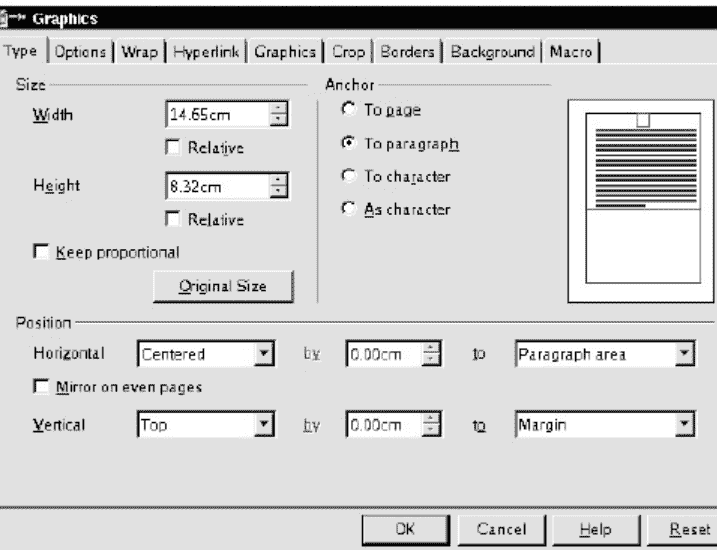 Graphics
Type Options Wrap Hyperlink Graphics Crop Borders Background Macro
Size
Width 14.65cm
Relative
Height 8.32cm
Relative
Keep proportional
Original Size
Anchor
To page
To paragraph
To character
As character
Position
Horizontal Centered by 0.00cm to Paragraph area
Mirror on even pages
Vertical Top by 0.00cm to Margin
OK Cancel Help Reset